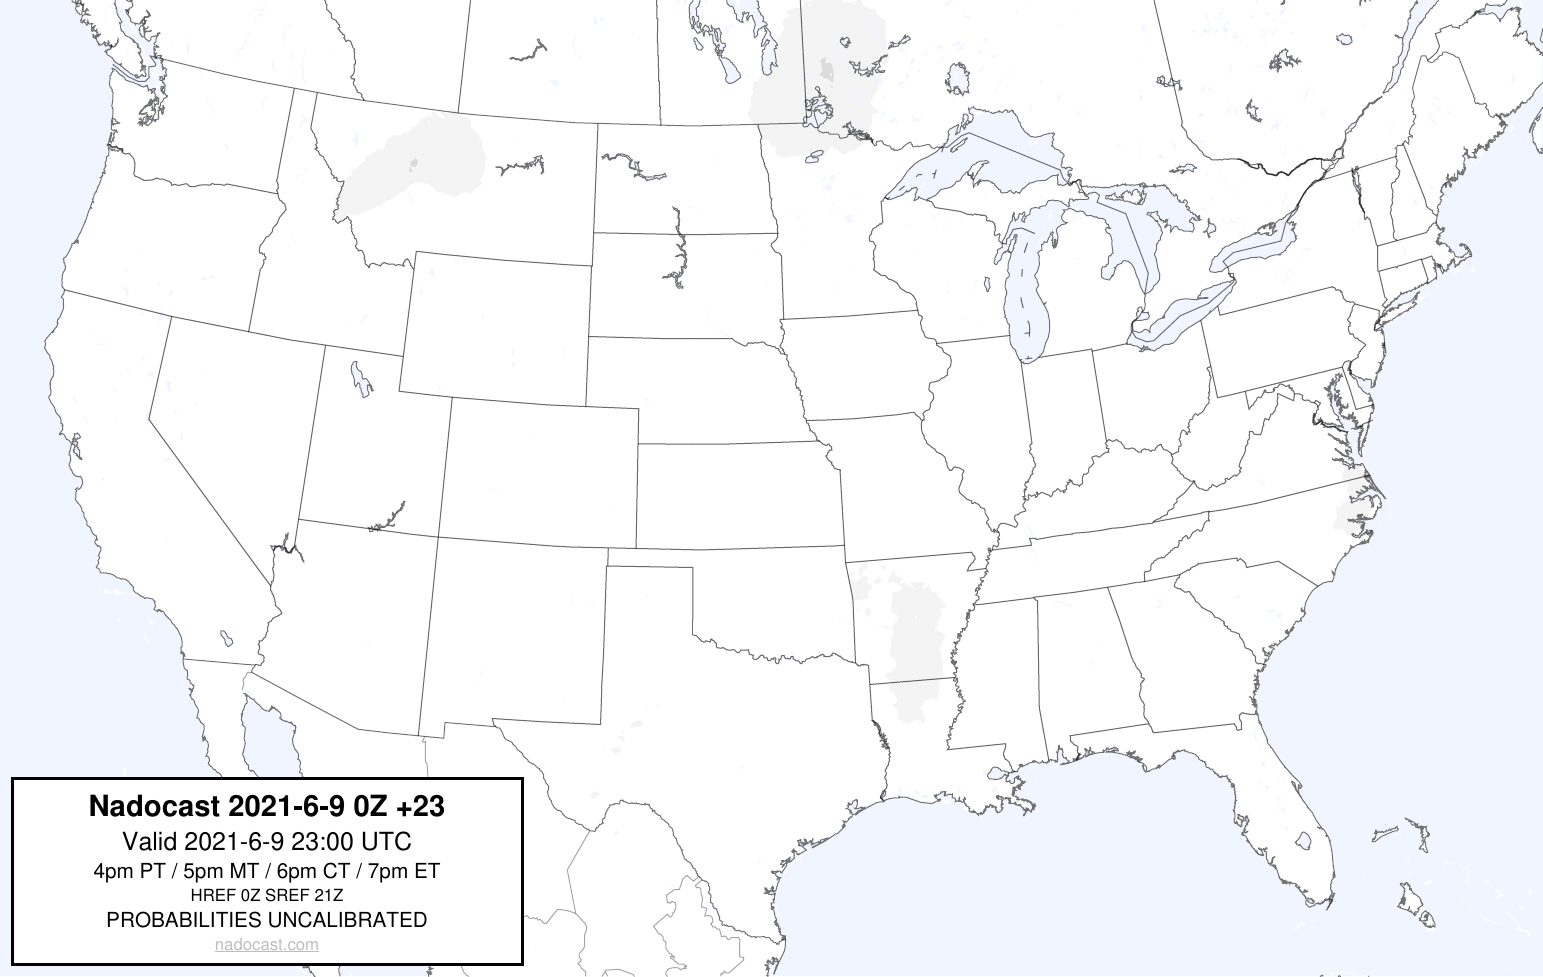 Nadocast 2021-6-9 0Z +23
Valid 2021-6-9 23:00 UTC
4pm PT / 5pm MT / 6pm CT / 7pm ET
HREF 0Z SREF 21Z
PROBABILITIES UNCALIBRATED
nadocast.com